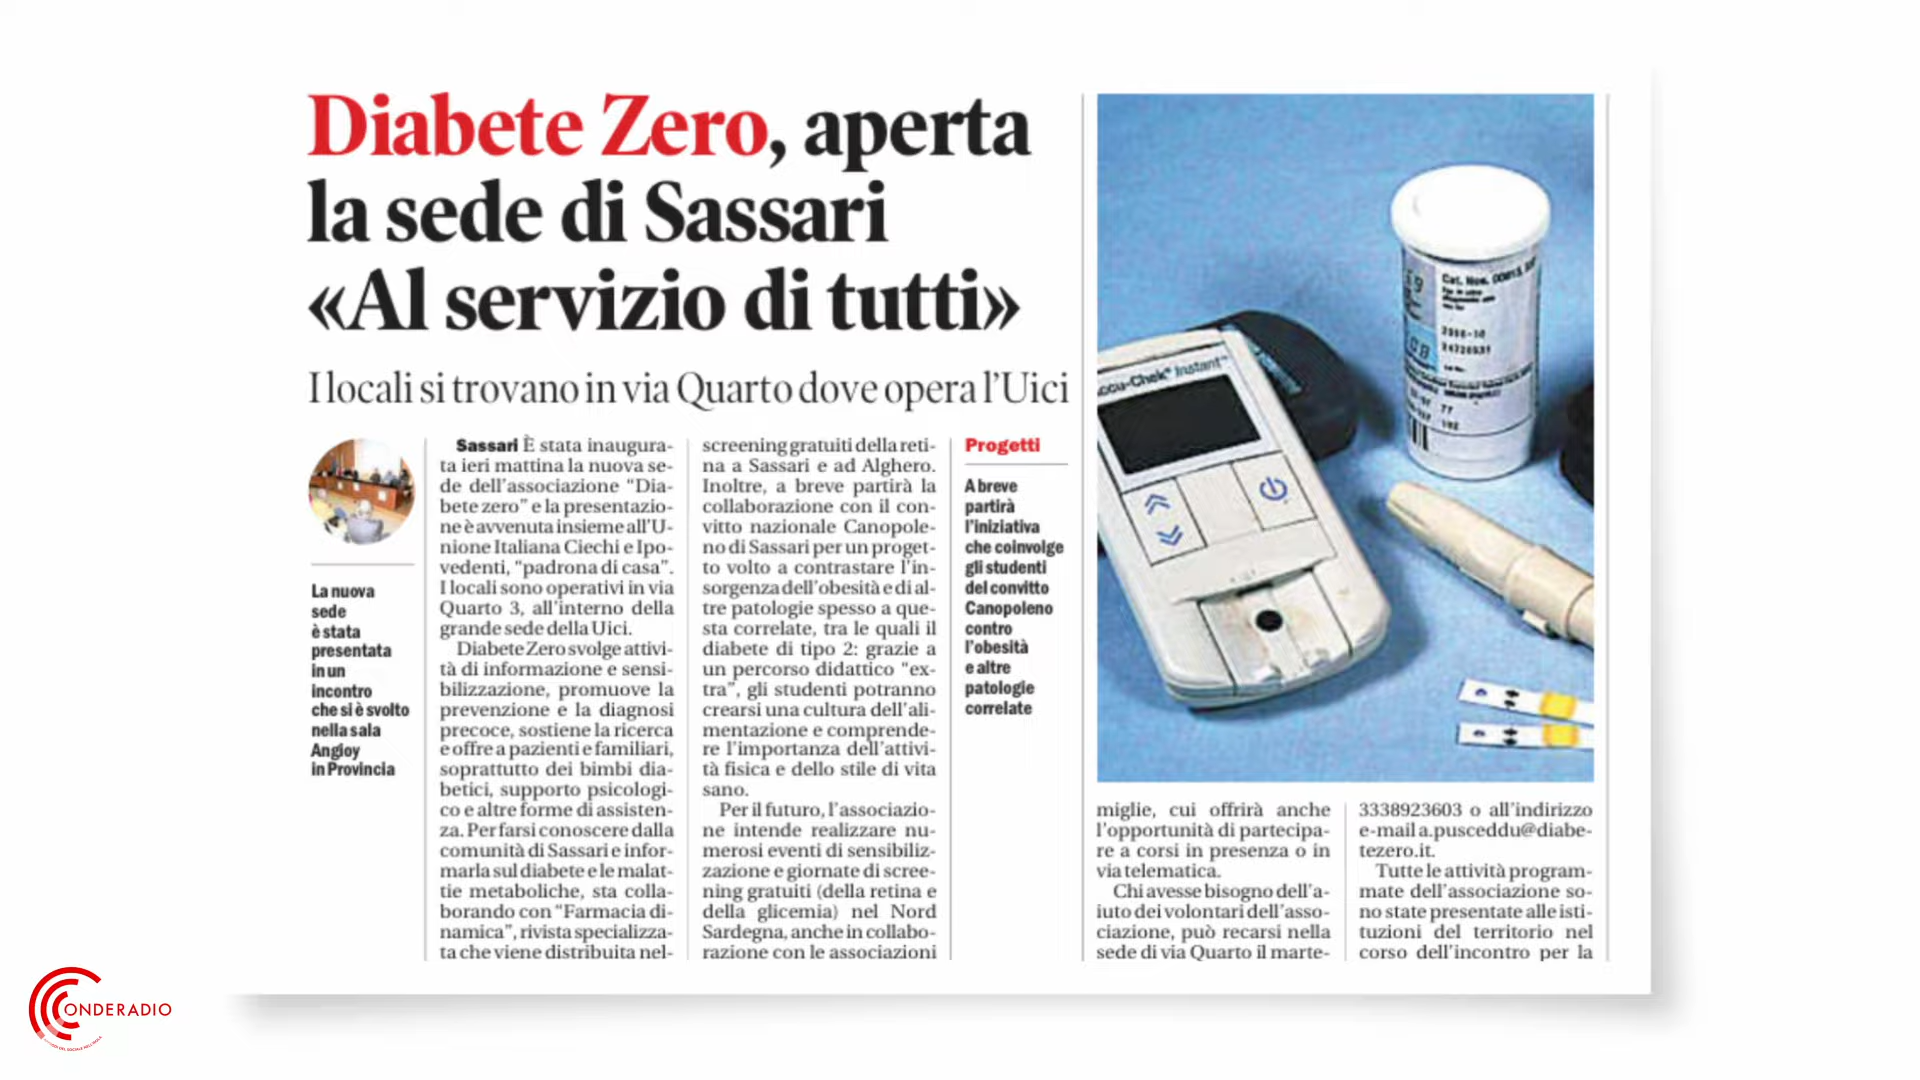 Diabete Zero, aperta
la sede di Sassari
«Al servizio di tutti»
I locali si trovano in via Quarto dove opera l'Uici
La nuova
sede
è stata
presentata
in un
incontro
che si è svolto
nella sala
Angioy
in Provincia
Sassari È stata inaugura-
ta ieri mattina la nuova se-
de dell'associazione "Dia-
bete zero" e la presentazio-
ne è avvenuta insieme all'U-
nione Italiana Ciechi e Ipo-
vedenti, "padrona di casa".
I locali sono operativi in via
Quarto 3, all'interno della
grande sede della Uici.
Diabete Zero svolge attivi-
tà di informazione e sensi-
bilizzazione, promuove la
prevenzione e la diagnosi
precoce, sostiene la ricerca
e offre a pazienti e familiari,
soprattutto dei bimbi dia-
betici, supporto psicologi-
co e altre forme di assisten-
za. Per farsi conoscere dalla
comunità di Sassari e infor-
marla sul diabete e le malat-
tie metaboliche, sta colla-
borando con "Farmacia di-
namica", rivista specializza-
ta che viene distribuita nel-
screening gratuiti della reti-
na a Sassari e ad Alghero.
Inoltre, a breve partirà la
collaborazione con il con-
vitto nazionale Canopole-
no di Sassari per un proget-
to volto a contrastare l'in-
sorgenza dell'obesità e di al-
tre patologie spesso a que-
sta correlate, tra le quali il
diabete di tipo 2: grazie a
un percorso didattico "ex-
tra", gli studenti potranno
crearsi una cultura dell'ali-
mentazione e comprende-
re l'importanza dell'attivi-
tà fisica e dello stile di vita
sano.
Per il futuro, l'associazio-
ne intende realizzare nu-
merosi eventi di sensibiliz-
zazione e giornate di scree-
ning gratuiti (della retina e
della glicemia) nel Nord
Sardegna, anche in collabo-
razione con le associazioni
Progetti
A breve
partirà
l'iniziativa
che coinvolge
gli studenti
del convitto
Canopoleno
contro
l'obesità
e altre
patologie
correlate
ccu-Chek Instant
Cat. Nos.
miglie, cui offrirà anche
l'opportunità di partecipa-
re a corsi in presenza o in
via telematica.
Chi avesse bisogno dell'a-
iuto dei volontari dell'asso-
ciazione, può recarsi nella
sede di via Quarto il marte-
3338923603 o all'indirizzo
e-mail a.pusceddu@diabe-
tezero.it.
Tutte le attività program-
mate dell'associazione so-
no state presentate alle isti-
tuzioni del territorio nel
corso dell'incontro per la
ONDERADIO